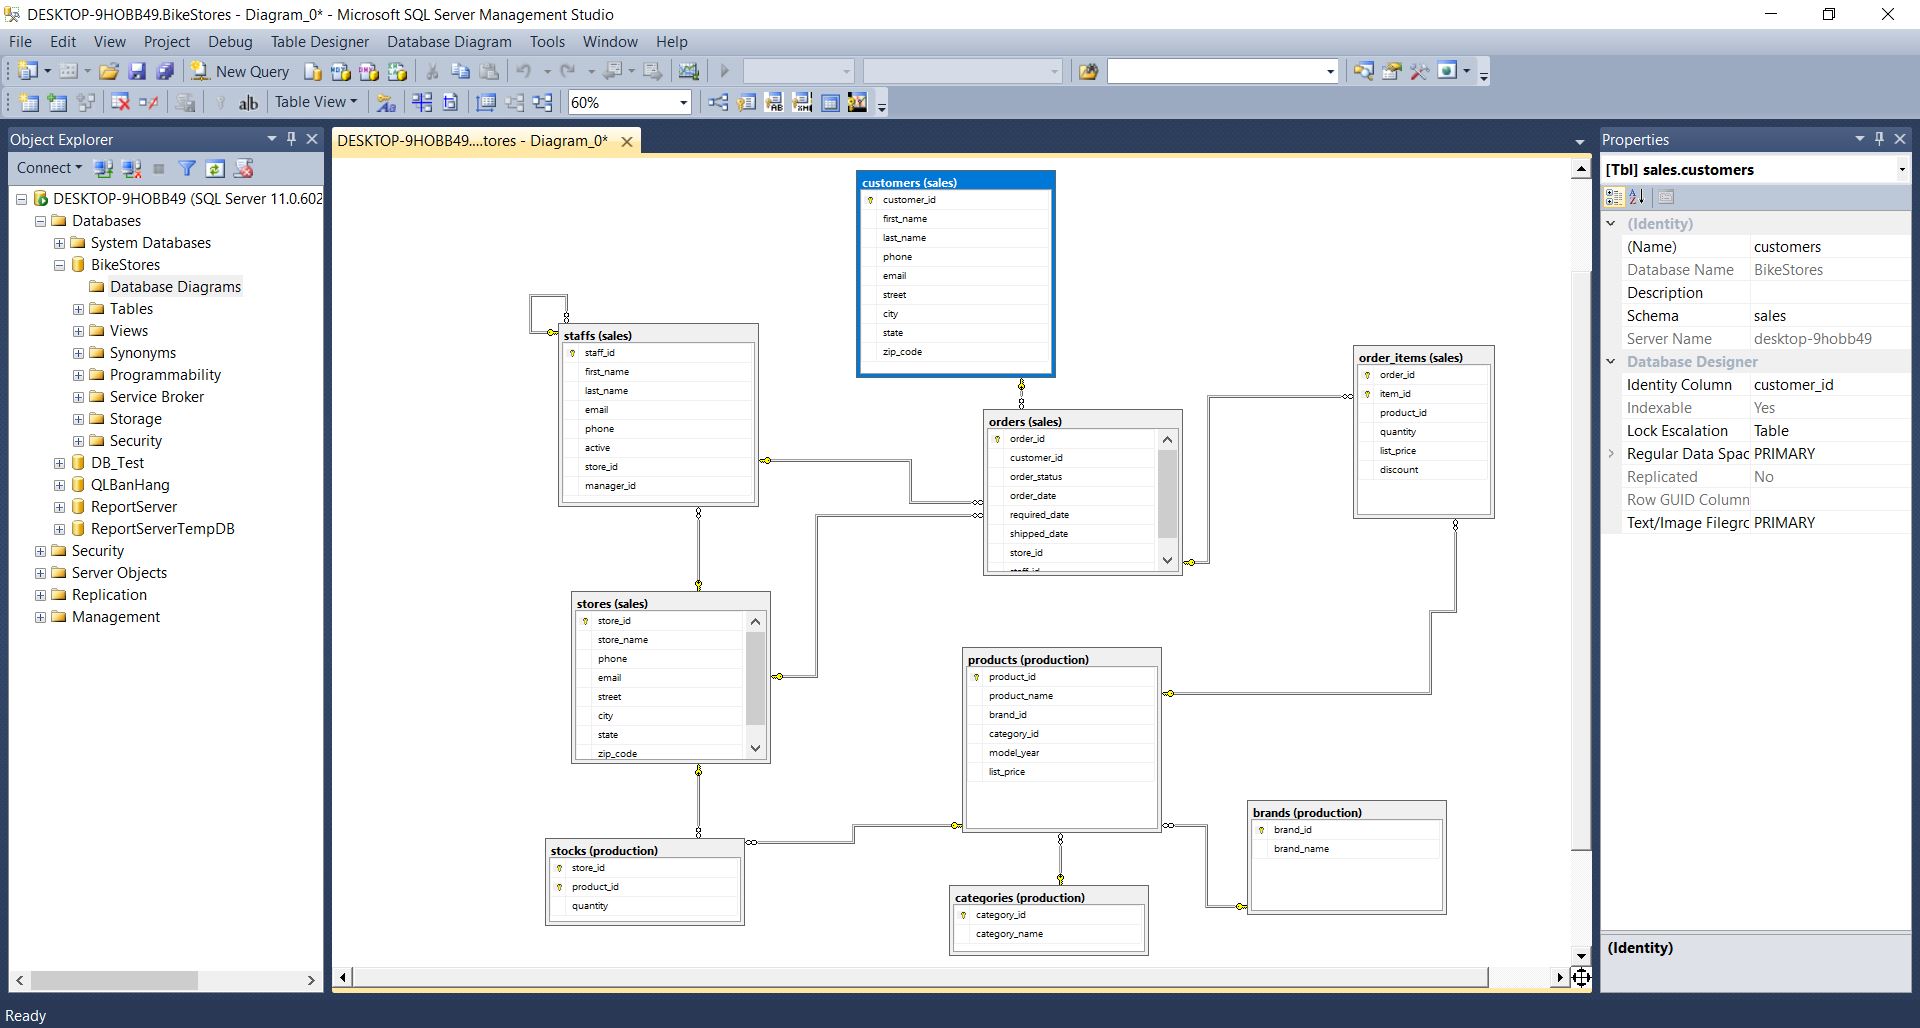 DESKTOP-9HOBB49.BikeStores - Diagram_0* - Microsoft SQL Server Management Studio
File Edit View Project Debug Table Designer Database Diagram Tools Window Help
New Query
Table View
60%
Object Explorer
Connect
DESKTOP-9HOBB49 (SQL Server 11.0.602
Databases
System Databases
BikeStores
Database Diagrams
Tables
Views
Synonyms
Programmability
Service Broker
Storage
Security
DB_Test
QLBanHang
ReportServer
ReportServerTempDB
Security
Server Objects
Replication
Management
DESKTOP-9HOBB49....tores - Diagram_0*
customers (sales)
customer_id
first_name
last_name
phone
email
street
city
state
zip_code
staffs (sales)
staff_id
first_name
last_name
email
phone
active
store_id
manager_id
orders (sales)
order_id
customer_id
order_status
order_date
required_date
shipped_date
store_id
order_items (sales)
order_id
item_id
product_id
quantity
list_price
discount
stores (sales)
store_id
store_name
phone
email
street
city
state
zip_code
products (production)
product_id
product_name
brand_id
category_id
model_year
list_price
brands (production)
brand_id
brand_name
stocks (production)
store_id
product_id
quantity
categories (production)
category_id
category_name
Properties
[Tbl] sales.customers
(Identity)
(Name) customers
Database Name BikeStores
Description
Schema sales
Server Name desktop-9hobb49
Database Designer
Identity Column customer_id
Indexable Yes
Lock Escalation Table
Regular Data Spac PRIMARY
Replicated No
Row GUID Column
Text/Image Filegrc PRIMARY
(Identity)
Ready